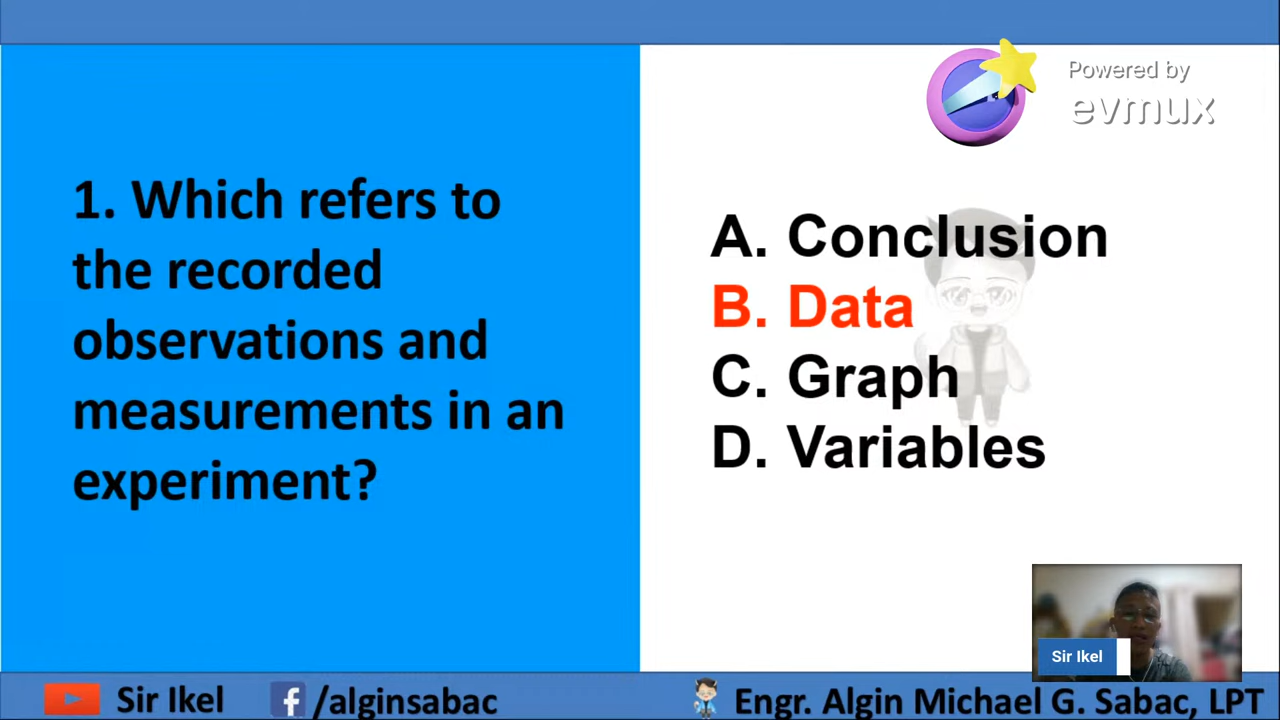 Powered by
evmux
1. Which refers to
the recorded
observations and
measurements in an
experiment?
A. Conclusion
B. Data
C. Graph
D. Variables
Sir Ikel
Sir Ikel
/alginsabac
Engr. Algin Michael G. Sabac, LPT